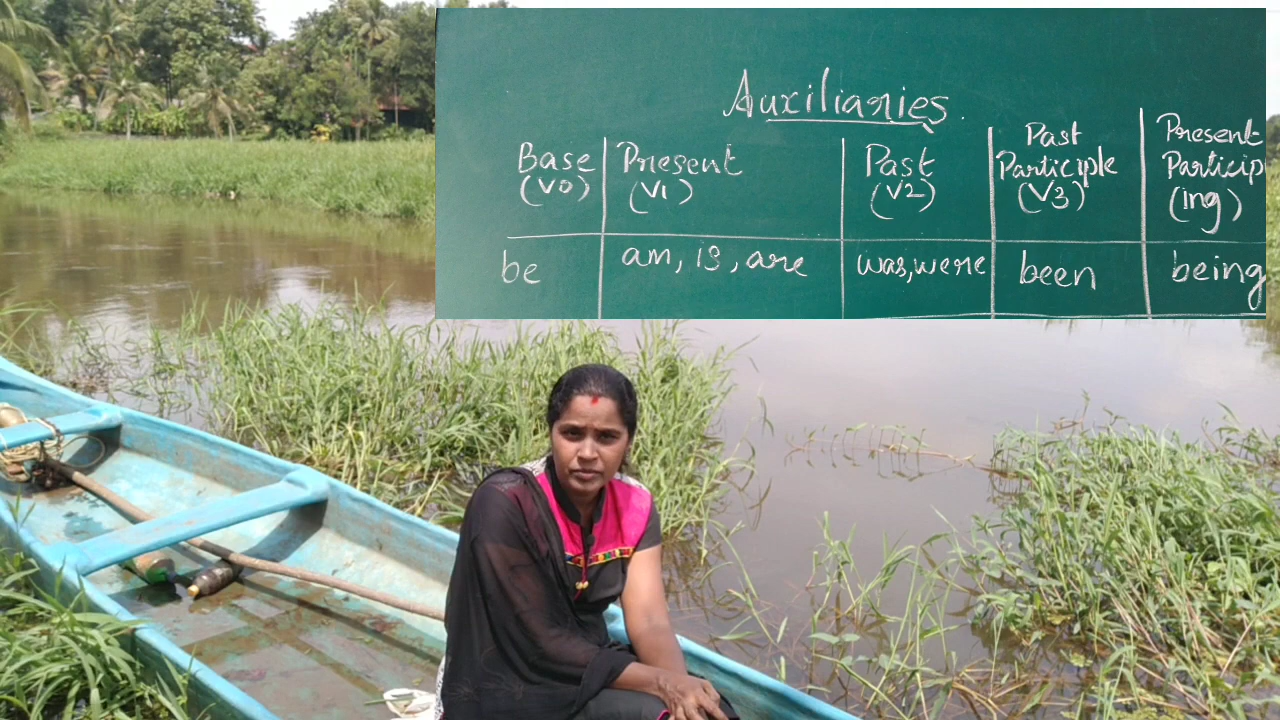 Auxiliaries.
Base (V0)
Present (V1)
Past (V2)
Past Participle (V3)
Present Particip (ing)
be
am, is, are
was, were
been
being